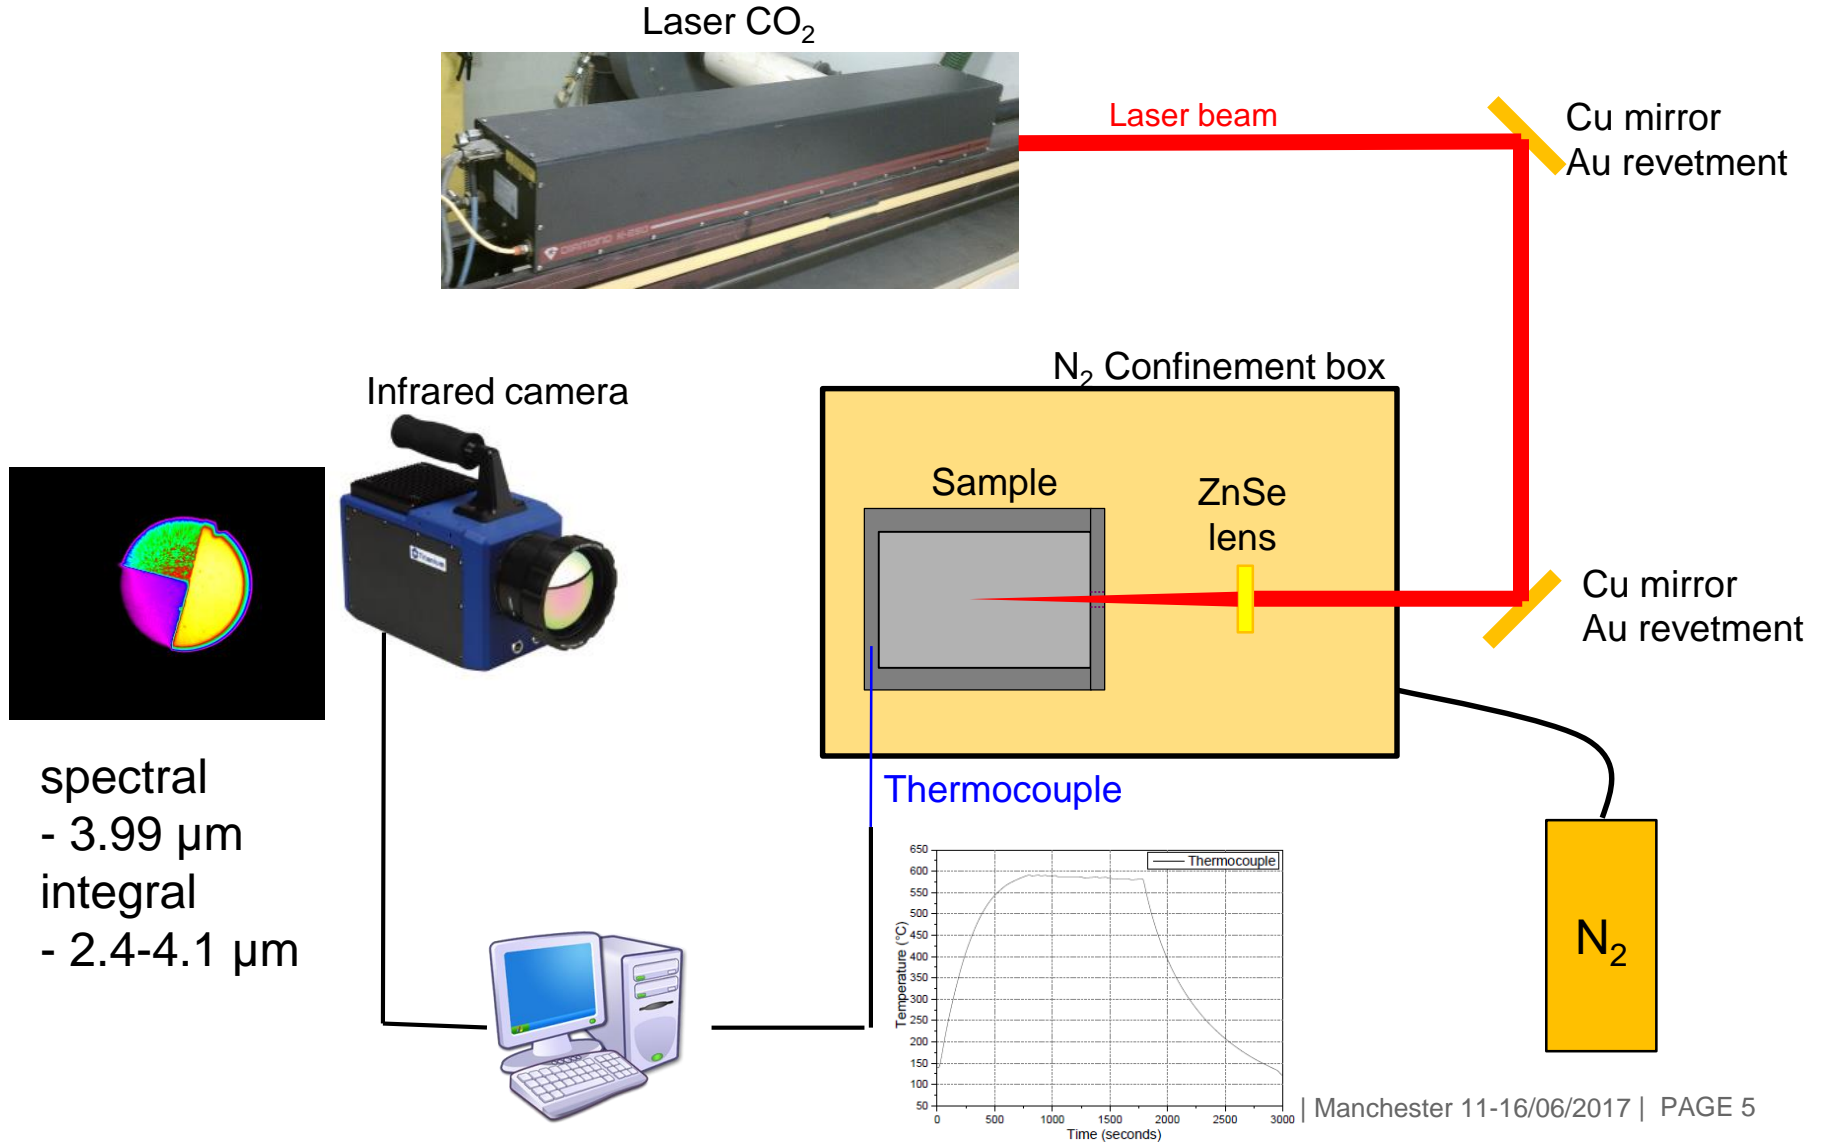 Laser CO₂
DIAMOND K-250
Laser beam
Cu mirror
Au revetment
N₂ Confinement box
Infrared camera
Titanium
Sample
ZnSe
lens
Cu mirror
Au revetment
Thermocouple
spectral
- 3.99 µm
integral
- 2.4-4.1 µm
N₂
Thermocouple
Temperature (°C)
650
600
550
500
450
400
350
300
250
200
150
100
50
0 500 1000 1500 2000 2500 3000
Time (seconds)
| Manchester 11-16/06/2017 | PAGE 5